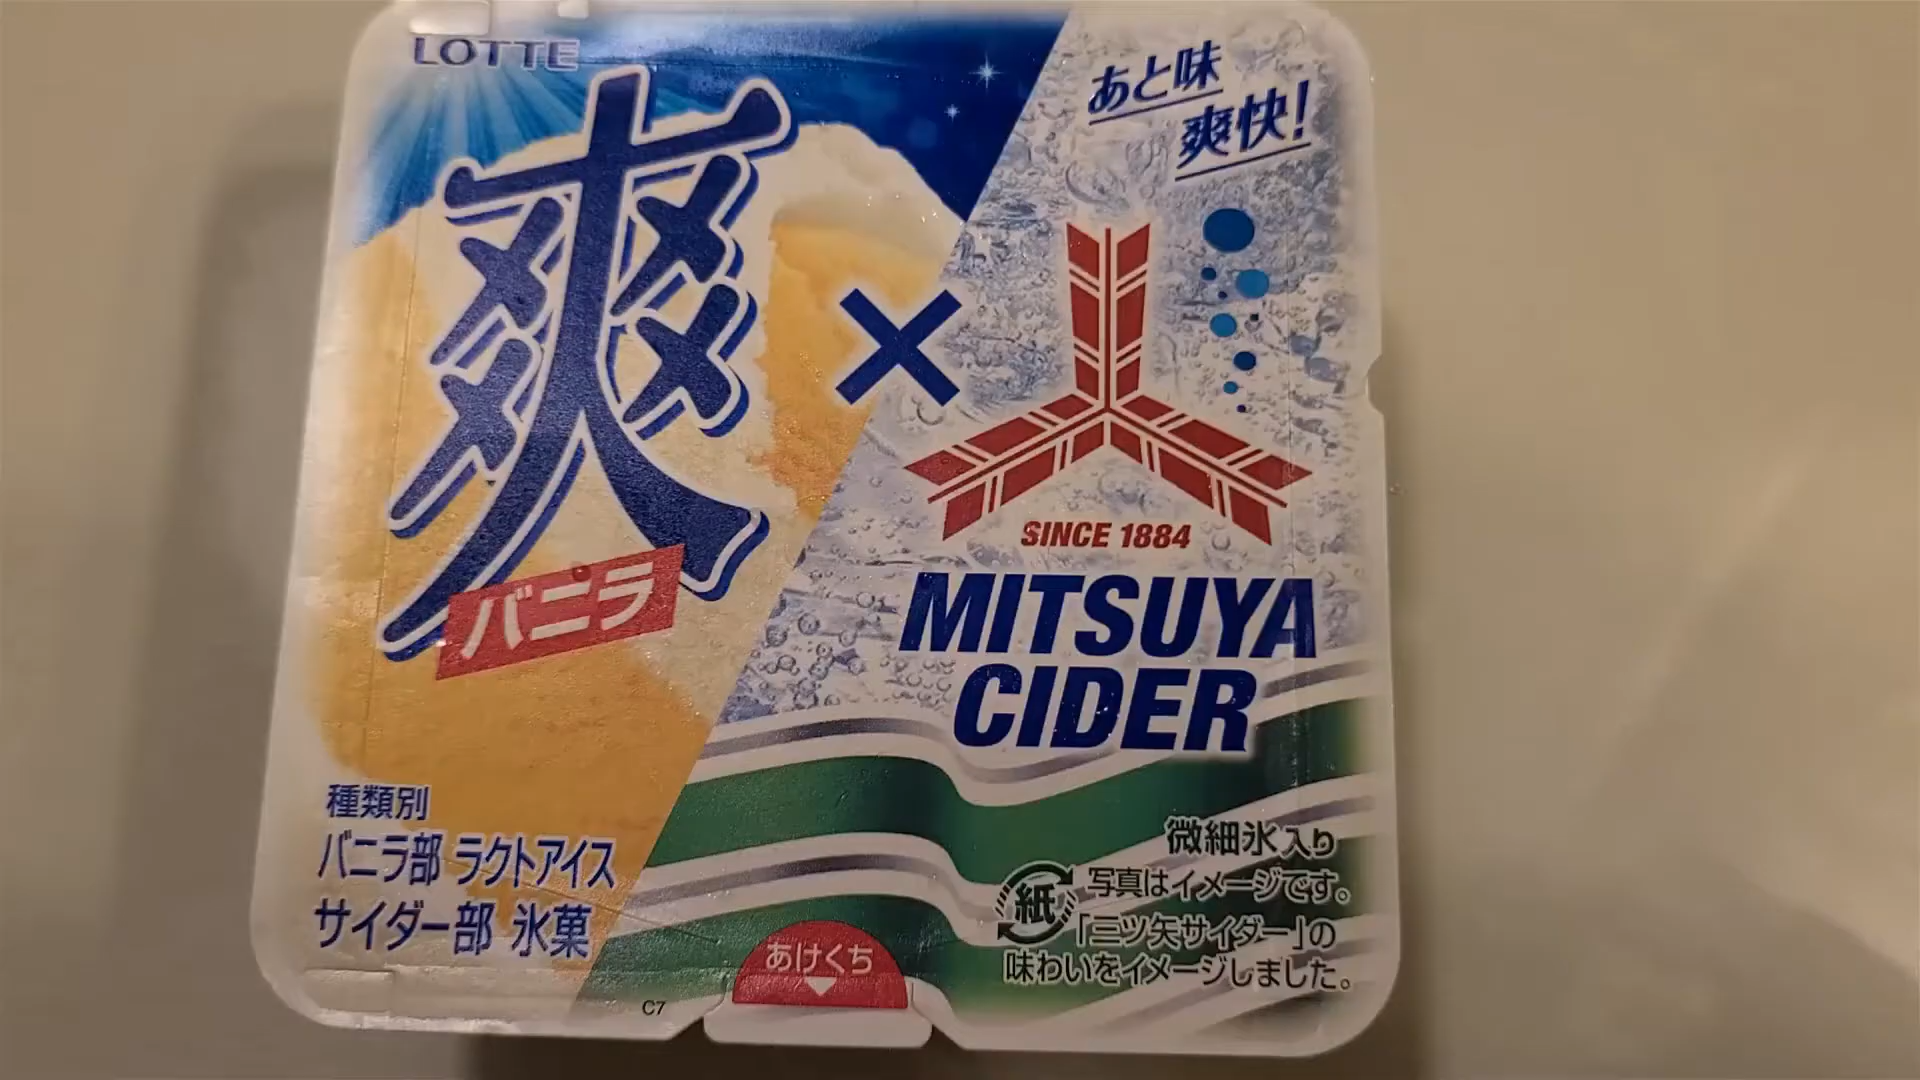 LOTTE
爽
バニラ
×
あと味
爽快!
SINCE 1884
MITSUYA
CIDER
種類別
バニラ部 ラクトアイス
サイダー部 氷菓
微細氷入り
紙
写真はイメージです。
「三ツ矢サイダー」の
味わいをイメージしました。
あけくち
C7